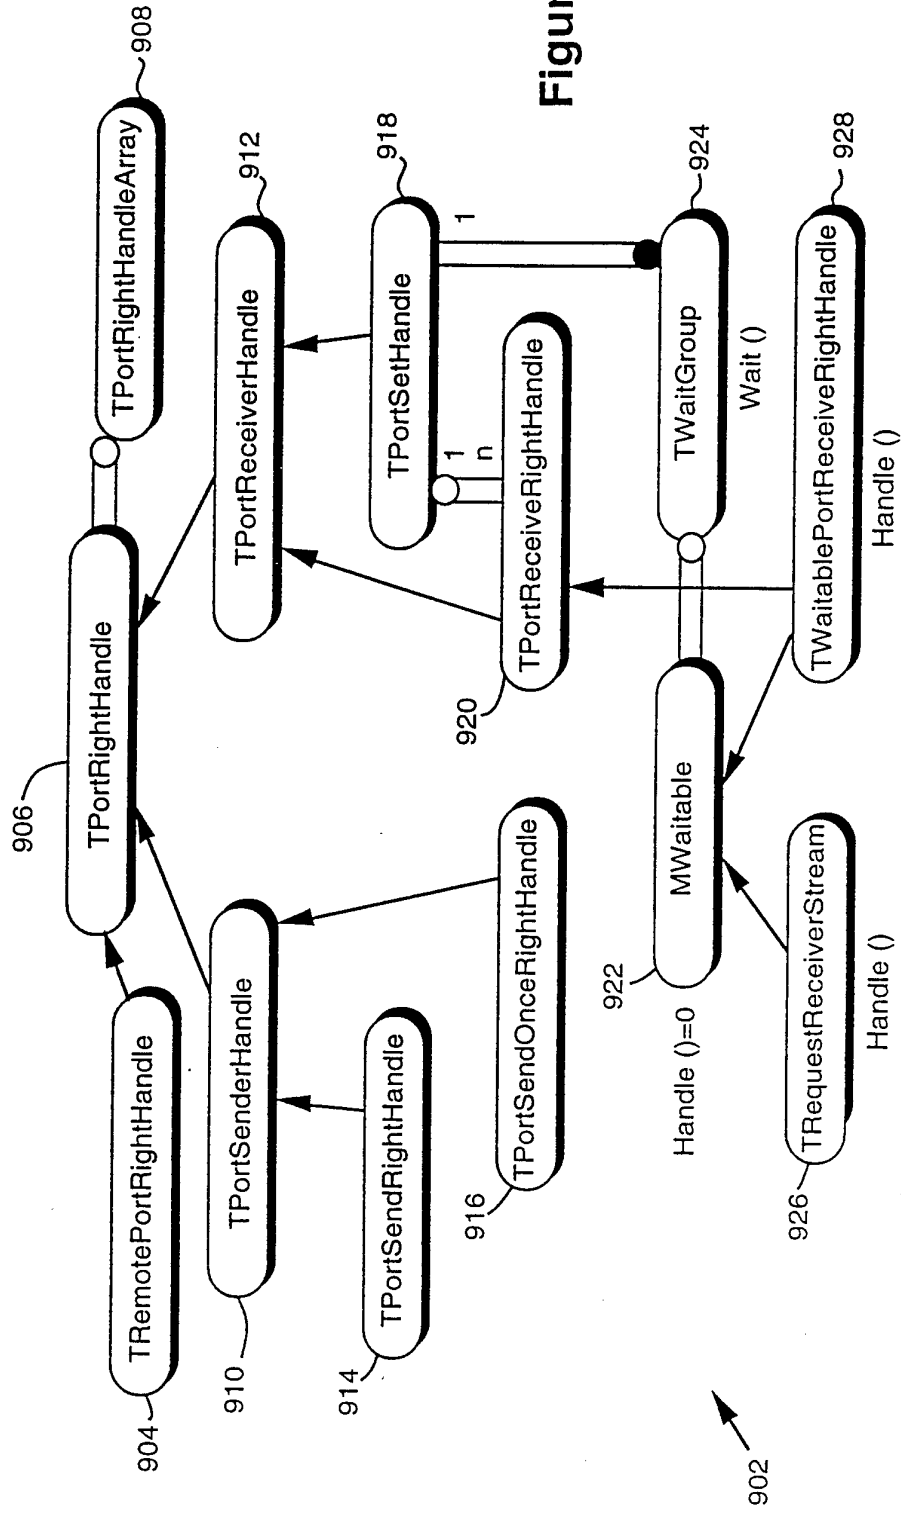 906
TPortRightHandle
TPortRightHandleArray
908
904
TRemotePortRightHandle
910
TPortSenderHandle
TPortReceiverHandle
912
914
TPortSendRightHandle
TPortSetHandle
918
1
n
1
916
TPortSendOnceRightHandle
920
TPortReceiveRightHandle
922
MWaitable
Handle ()=0
TWaitGroup
924
Wait ()
926
TRequestReceiverStream
Handle ()
TWaitablePortReceiveRightHandle
928
Handle ()
902
Figur